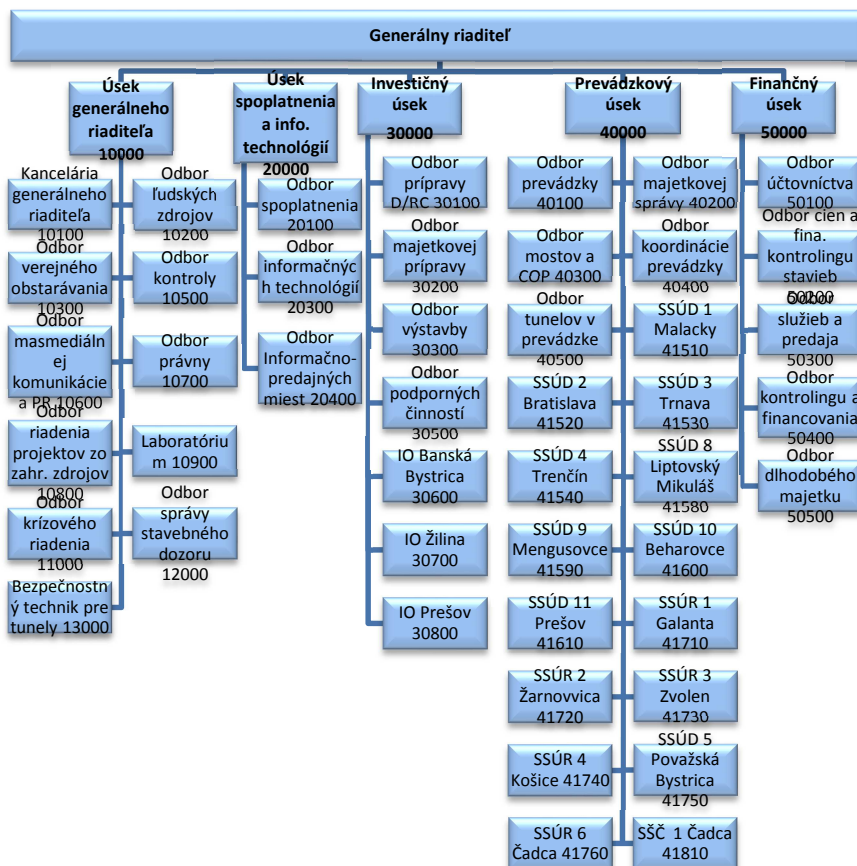 Generálny riaditeľ
Úsek
generálneho
riaditeľa
10000
Úsek
spoplatnenia
a info.
technológií
20000
Investičný
úsek
30000
Prevádzkový
úsek
40000
Finančný
úsek
50000
Kancelária
generálneho
riaditeľa
10100
Odbor
ľudských
zdrojov
10200
Odbor
verejného
obstarávania
10300
Odbor
kontroly
10500
Odbor
masmediáln
ej
komunikácie
a PR 10600
Odbor
právny
10700
Odbor
riadenia
projektov zo
zahr. zdrojov
10800
Laboratóriu
m 10900
Odbor
krízového
riadenia
11000
Odbor
správy
stavebného
dozoru
12000
Bezpečnostn
ý technik pre
tunely 13000
Odbor
spoplatnenia
20100
Odbor
informačnýc
h technológií
20300
Odbor
Informačno-
predajných
miest 20400
Odbor
prípravy
D/RC 30100
Odbor
majetkovej
prípravy
30200
Odbor
výstavby
30300
Odbor
podporných
činností
30500
IO Banská
Bystrica
30600
IO Žilina
30700
IO Prešov
30800
Odbor
prevádzky
40100
Odbor
majetkovej
správy 40200
Odbor
mostov a
COP 40300
Odbor
koordinácie
prevádzky
40400
Odbor
tunelov v
prevádzke
40500
SSÚD 1
Malacky
41510
SSÚD 2
Bratislava
41520
SSÚD 3
Trnava
41530
SSÚD 4
Trenčín
41540
SSÚD 8
Liptovský
Mikuláš
41580
SSÚD 9
Mengusovce
41590
SSÚD 10
Beharovce
41600
SSÚD 11
Prešov
41610
SSÚR 1
Galanta
41710
SSÚR 2
Žarnovvica
41720
SSÚR 3
Zvolen
41730
SSÚR 4
Košice 41740
SSÚD 5
Považská
Bystrica
41750
SSÚR 6
Čadca 41760
SŠČ 1 Čadca
41810
Odbor
účtovníctva
50100
Odbor cien a
fina.
kontrolingu
stavieb
50200
Odbor
služieb a
predaja
50300
Odbor
kontrolingu a
financovania
50400
Odbor
dlhodobého
majetku
50500